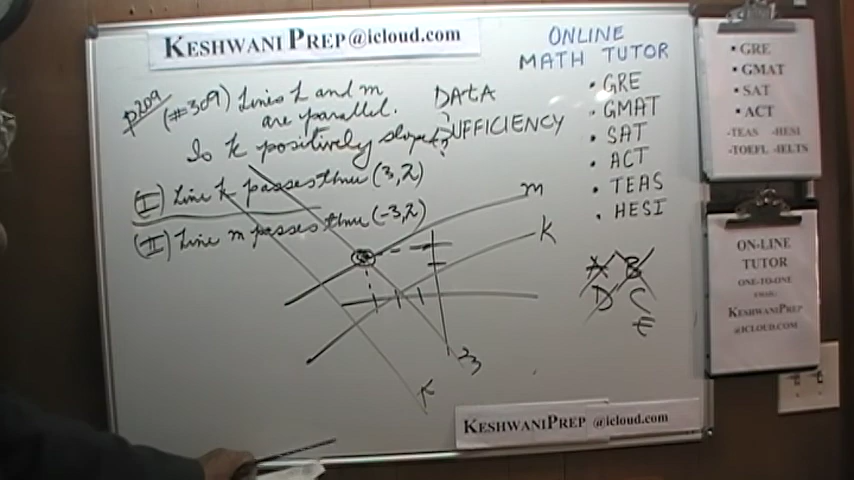 KESHWANI PREP@icloud.com
p209
(#309) Lines L and m
are parallel.
Is k positively sloped?
(I) Line k passes thru (3,2)
(II) Line m passes thru (-3,2)
DATA
SUFFICIENCY
m
k
3
k
ONLINE
MATH TUTOR
• GRE
• GMAT
• SAT
• ACT
• TEAS
• HESI
A B
D C
E
KESHWANIPREP @icloud.com
• GRE
• GMAT
• SAT
• ACT
-TEAS -HESI
-TOEFL -IELTS
ON-LINE
TUTOR
ONE-TO-ONE
EMAIL:
KESHWANIPREP
@ICLOUD.COM